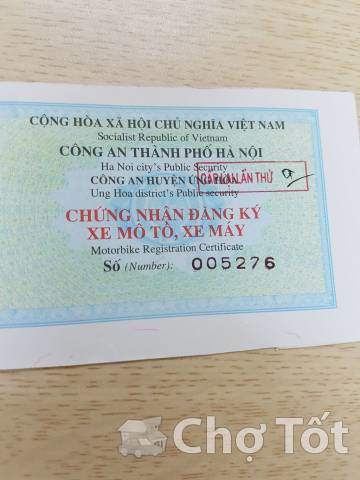 CỘNG HÒA XÃ HỘI CHỦ NGHĨA VIỆT NAM
Socialist Republic of Vietnam
CÔNG AN THÀNH PHỐ HÀ NỘI
Ha Noi city's Public Security
CÔNG AN HUYỆN ỨNG HÒA
CẤP LẠI LẦN THỨ
Ung Hoa district's Public security
CHỨNG NHẬN ĐĂNG KÝ
XE MÔ TÔ, XE MÁY
Motorbike Registration Certificate
Số (Number): 005276
Chợ Tốt